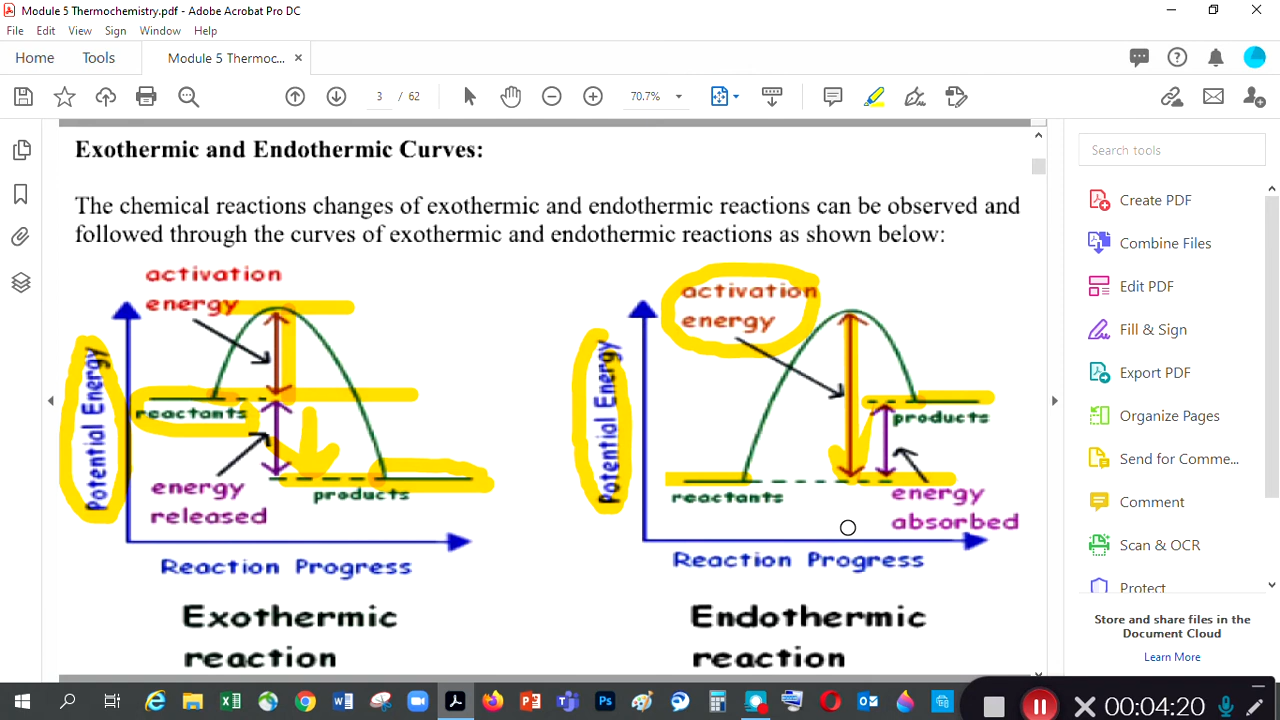 Module 5 Thermochemistry.pdf - Adobe Acrobat Pro DC
File Edit View Sign Window Help
Home Tools Module 5 Thermoc... ×
3 / 62 70.7%
Exothermic and Endothermic Curves:
The chemical reactions changes of exothermic and endothermic reactions can be observed and
followed through the curves of exothermic and endothermic reactions as shown below:
activation
energy
Potential Energy
reactants
energy
released
products
Reaction Progress
Exothermic
reaction
activation
energy
Potential Energy
products
reactants
energy
absorbed
Reaction Progress
Endothermic
reaction
Search tools
Create PDF
Combine Files
Edit PDF
Fill & Sign
Export PDF
Organize Pages
Send for Comme...
Comment
Scan & OCR
Protect
Store and share files in the
Document Cloud
Learn More
00:04:20